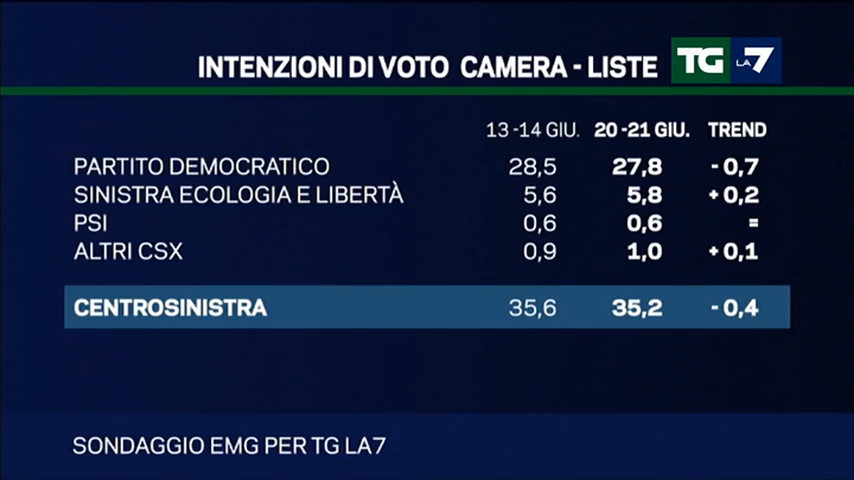 INTENZIONI DI VOTO CAMERA - LISTE TG LA 7
13 -14 GIU. 20 -21 GIU. TREND
PARTITO DEMOCRATICO 28,5 27,8 - 0,7
SINISTRA ECOLOGIA E LIBERTÀ 5,6 5,8 + 0,2
PSI 0,6 0,6 =
ALTRI CSX 0,9 1,0 + 0,1
CENTROSINISTRA 35,6 35,2 - 0,4
SONDAGGIO EMG PER TG LA7